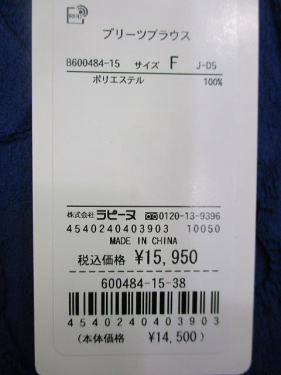 プリーツブラウス
B600484-15 サイズ F J-D5
ポリエステル 100%
株式会社ラピーヌ 0120-13-9396
4540240403903 10050
MADE IN CHINA
税込価格 ¥15,950
600484-15-38
4540240403903
(本体価格 ¥14,500)